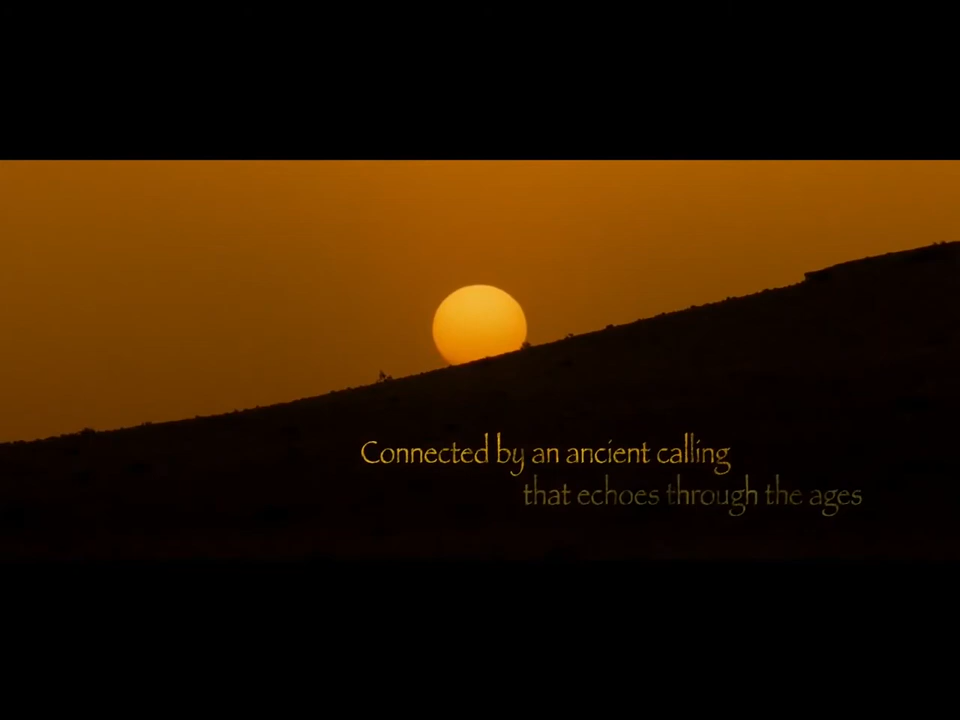 Connected by an ancient calling
that echoes through the ages